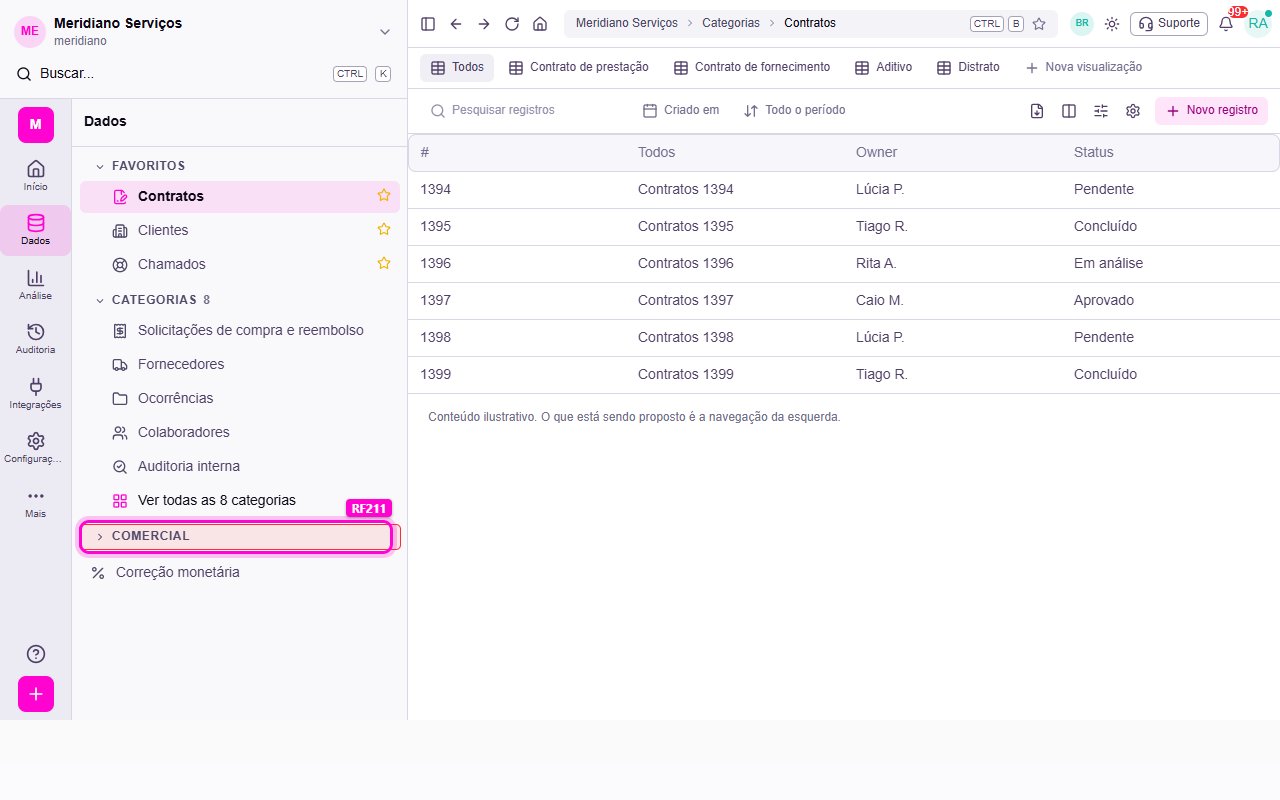 ME
Meridiano Serviços
meridiano
Buscar...
CTRL K
M
Início
Dados
Análise
Auditoria
Integrações
Configuraç...
Mais
Dados
FAVORITOS
Contratos
Clientes
Chamados
CATEGORIAS 8
Solicitações de compra e reembolso
Fornecedores
Ocorrências
Colaboradores
Auditoria interna
Ver todas as 8 categorias
RF211
COMERCIAL
Correção monetária
Meridiano Serviços Categorias Contratos
CTRL B
BR
Suporte
99+
RA
Todos Contrato de prestação Contrato de fornecimento Aditivo Distrato Nova visualização
Pesquisar registros Criado em Todo o período Novo registro
# Todos Owner Status
1394 Contratos 1394 Lúcia P. Pendente
1395 Contratos 1395 Tiago R. Concluído
1396 Contratos 1396 Rita A. Em análise
1397 Contratos 1397 Caio M. Aprovado
1398 Contratos 1398 Lúcia P. Pendente
1399 Contratos 1399 Tiago R. Concluído
Conteúdo ilustrativo. O que está sendo proposto é a navegação da esquerda.